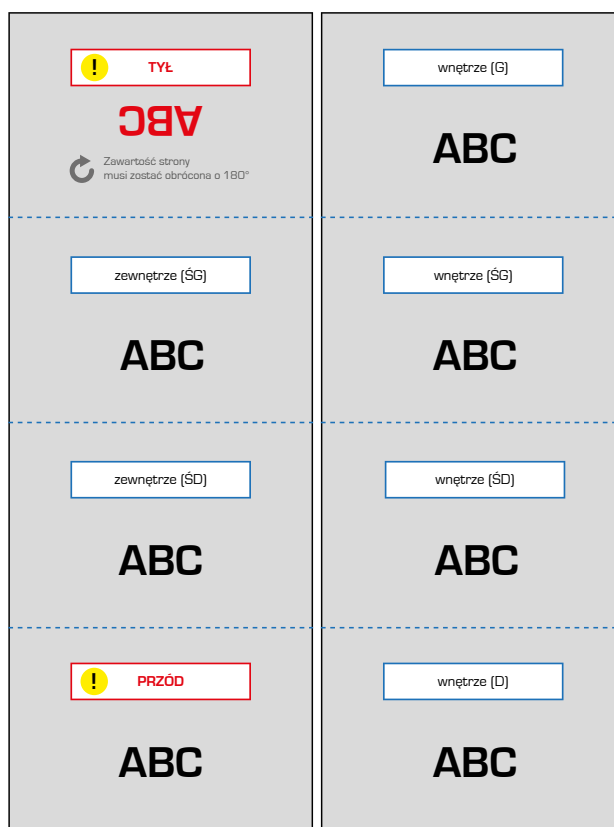 ! TYŁ
ABC
Zawartość strony
musi zostać obrócona o 180°
zewnętrze (ŚG)
ABC
zewnętrze (ŚD)
ABC
! PRZÓD
ABC
wnętrze (G)
ABC
wnętrze (ŚG)
ABC
wnętrze (ŚD)
ABC
wnętrze (D)
ABC